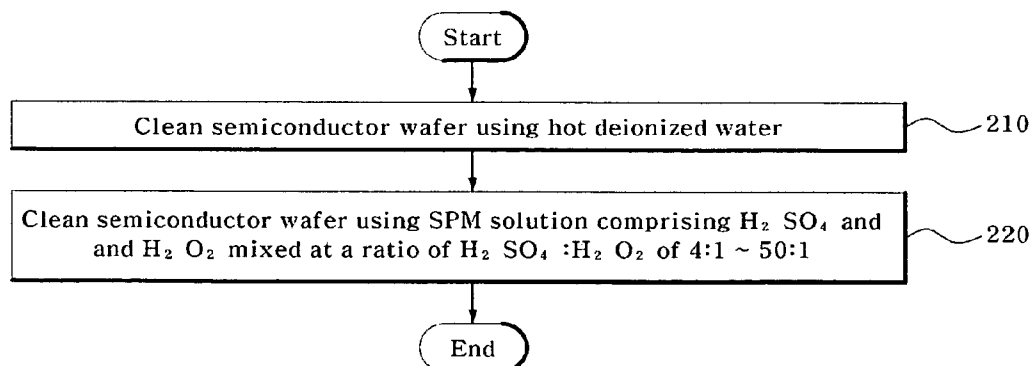 Start
Clean semiconductor wafer using hot deionized water
210
Clean semiconductor wafer using SPM solution comprising H₂ SO₄ and
and H₂ O₂ mixed at a ratio of H₂ SO₄ :H₂ O₂ of 4:1 ~ 50:1
220
End